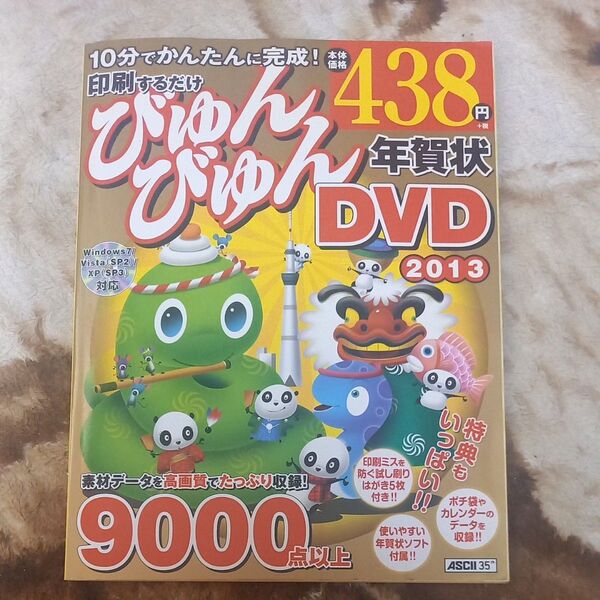 10分でかんたんに完成!
本体
価格
438円
+税
印刷するだけ
びゅん
びゅん
年賀状
DVD
2013
Windows7/
Vista(SP2)/
XP(SP3)
対応
特典も
いっぱい!!
印刷ミスを
防ぐ試し刷り
はがき5枚
付き!!
ポチ袋や
カレンダーの
データを
収録!!
使いやすい
年賀状ソフト
付属!!
素材データを高画質でたっぷり収録!
9000点以上
ASCII 35th